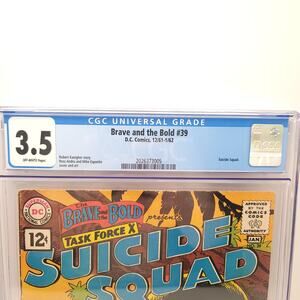 CGC UNIVERSAL GRADE
3.5
OFF-WHITE Pages
Brave and the Bold #39
D.C. Comics, 12/61-1/62
Robert Kanigher story
Ross Andru and Mike Esposito
cover and art
Suicide Squad
2026373005
CGC
DC
The
BRAVE and the BOLD
presents
APPROVED
BY THE
COMICS
CODE
AUTHORITY
12¢
TASK FORCE X
JAN
SUICIDE
SQUAD